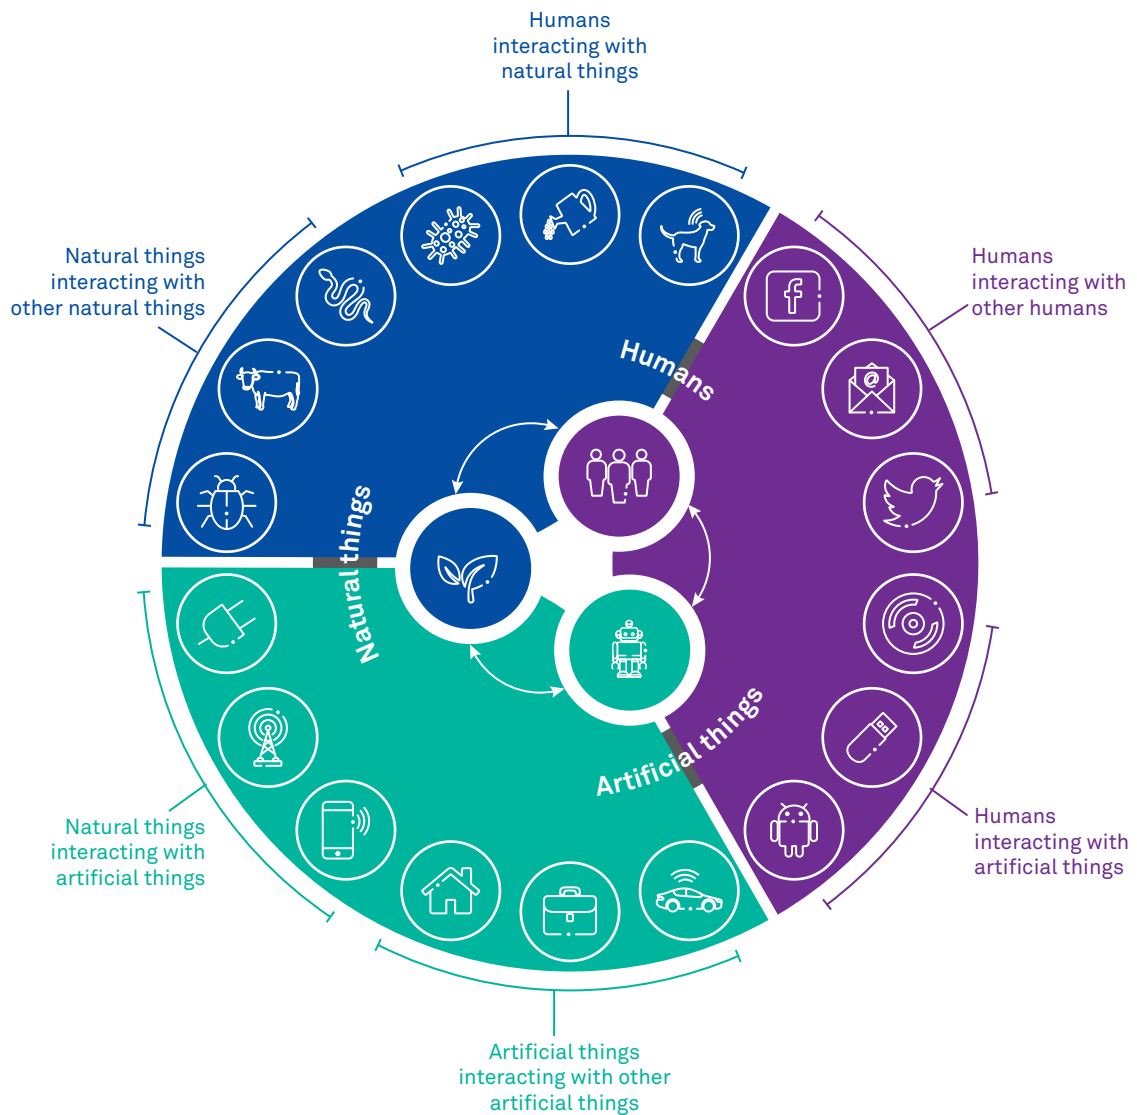 Humans
interacting with
natural things
Natural things
interacting with
other natural things
Humans
interacting with
other humans
f
@
Humans
Natural things
Artificial things
Natural things
interacting with
artificial things
Humans
interacting with
artificial things
Artificial things
interacting with other
artificial things